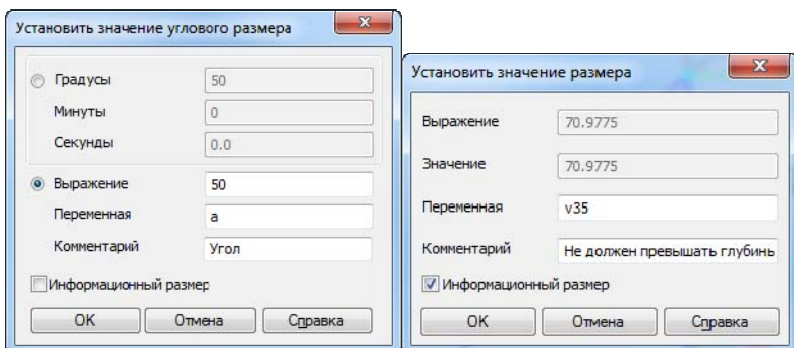 Установить значение углового размера
Градусы 50
Минуты 0
Секунды 0.0
Выражение 50
Переменная a
Комментарий Угол
Информационный размер
OK Отмена Справка
Установить значение размера
Выражение 70.9775
Значение 70.9775
Переменная v35
Комментарий Не должен превышать глубинь
Информационный размер
OK Отмена Справка